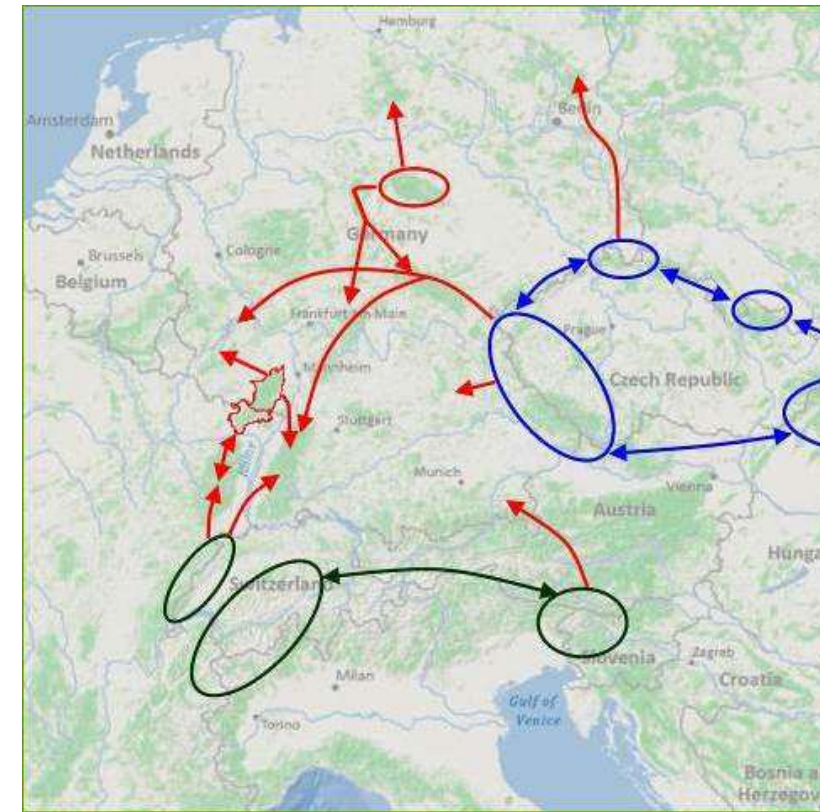 Hamburg
Amsterdam
Berlin
Netherlands
Germany
Brussels
Cologne
Belgium
Frankfurt am Main
Prague
Mannheim
Czech Republic
Stuttgart
Munich
Vienna
Austria
Hunga
Switzerland
Slovenia
Zagreb
Milan
Croatia
Gulf of
Venice
Torino
Bosnia a
Herzegov